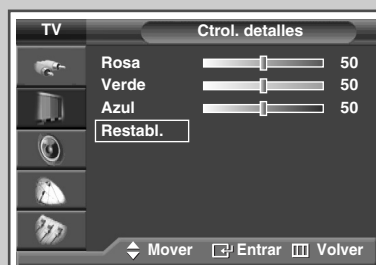 TV
Ctrol. detalles
Rosa 50
Verde 50
Azul 50
Restabl.
Mover Entrar Volver